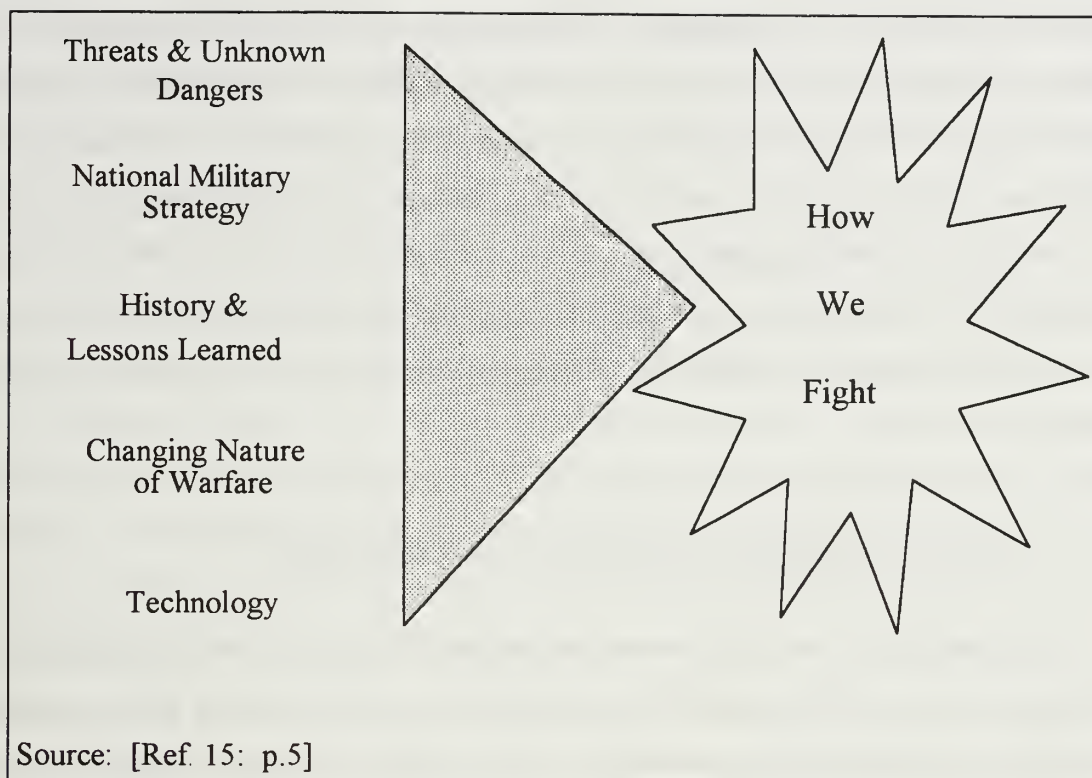 Threats & Unknown
Dangers
National Military
Strategy
History &
Lessons Learned
Changing Nature
of Warfare
Technology
How
We
Fight
Source: [Ref. 15: p.5]